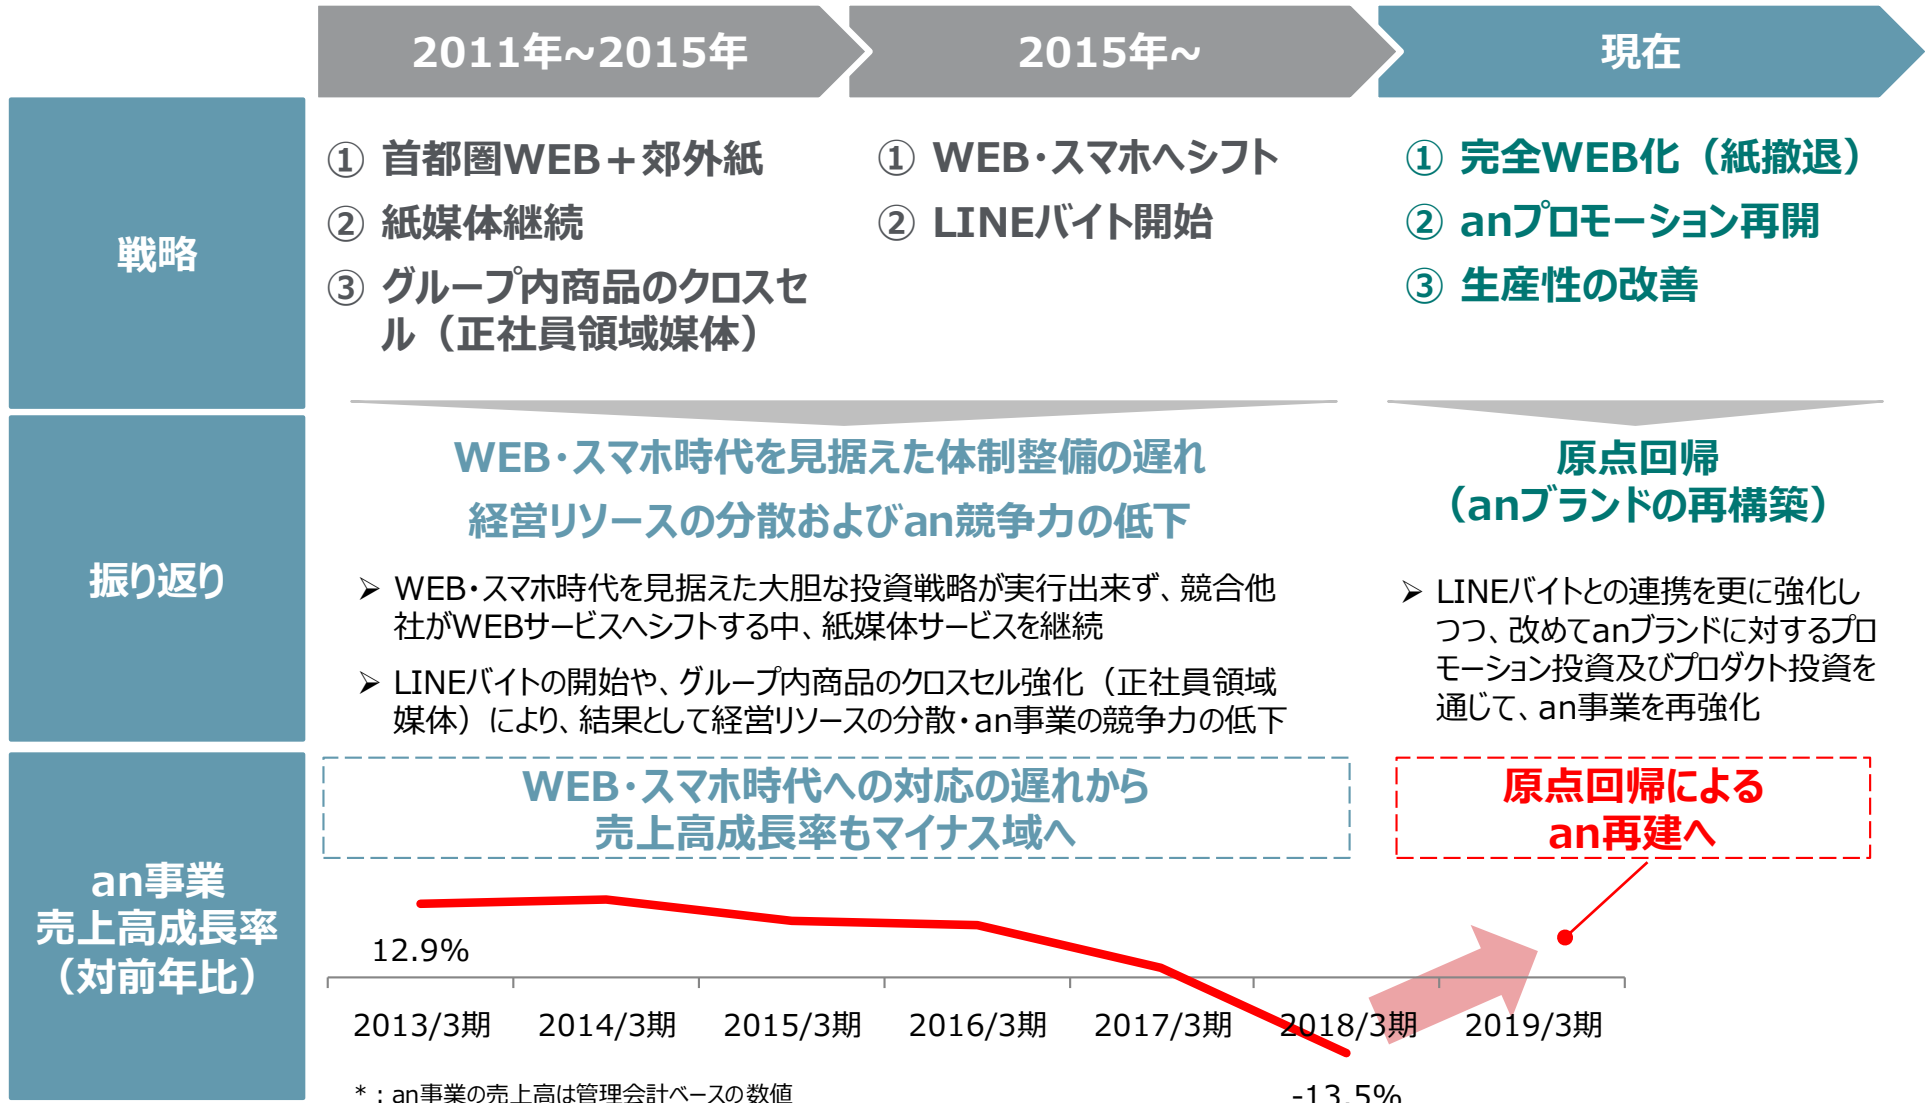 2011年~2015年
2015年~
現在
戦略
① 首都圏WEB＋郊外紙
② 紙媒体継続
③ グループ内商品のクロスセ
ル（正社員領域媒体）
① WEB・スマホへシフト
② LINEバイト開始
① 完全WEB化（紙撤退）
② anプロモーション再開
③ 生産性の改善
振り返り
WEB・スマホ時代を見据えた体制整備の遅れ
経営リソースの分散およびan競争力の低下
➢ WEB・スマホ時代を見据えた大胆な投資戦略が実行出来ず、競合他
社がWEBサービスへシフトする中、紙媒体サービスを継続
➢ LINEバイトの開始や、グループ内商品のクロスセル強化（正社員領域
媒体）により、結果として経営リソースの分散・an事業の競争力の低下
原点回帰
（anブランドの再構築）
➢ LINEバイトとの連携を更に強化し
つつ、改めてanブランドに対するプロ
モーション投資及びプロダクト投資を
通じて、an事業を再強化
an事業
売上高成長率
（対前年比）
WEB・スマホ時代への対応の遅れから
売上高成長率もマイナス域へ
原点回帰による
an再建へ
12.9%
2013/3期
2014/3期
2015/3期
2016/3期
2017/3期
2018/3期
2019/3期
-13.5%
*：an事業の売上高は管理会計ベースの数値